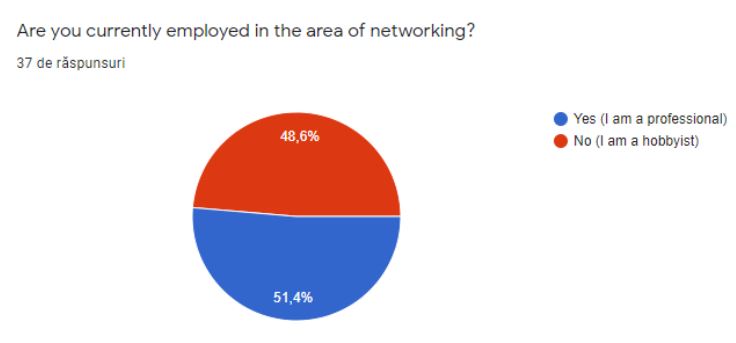 Are you currently employed in the area of networking?
37 de răspunsuri
Yes (I am a professional)
No (I am a hobbyist)
48,6%
51,4%